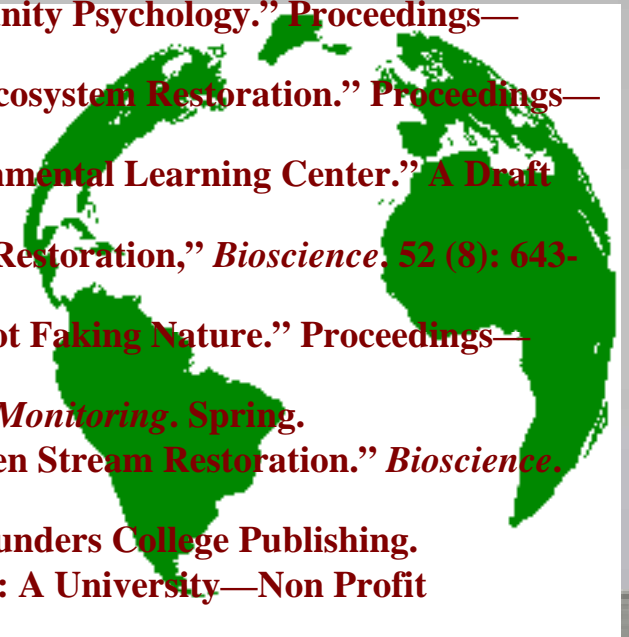 nity Psychology.” Proceedings—
cosystem Restoration.” Proceedings—
nmental Learning Center.” A Draft
Restoration,” Bioscience. 52 (8): 643-
ot Faking Nature.” Proceedings—
Monitoring. Spring.
en Stream Restoration.” Bioscience.
unders College Publishing.
: A University—Non Profit